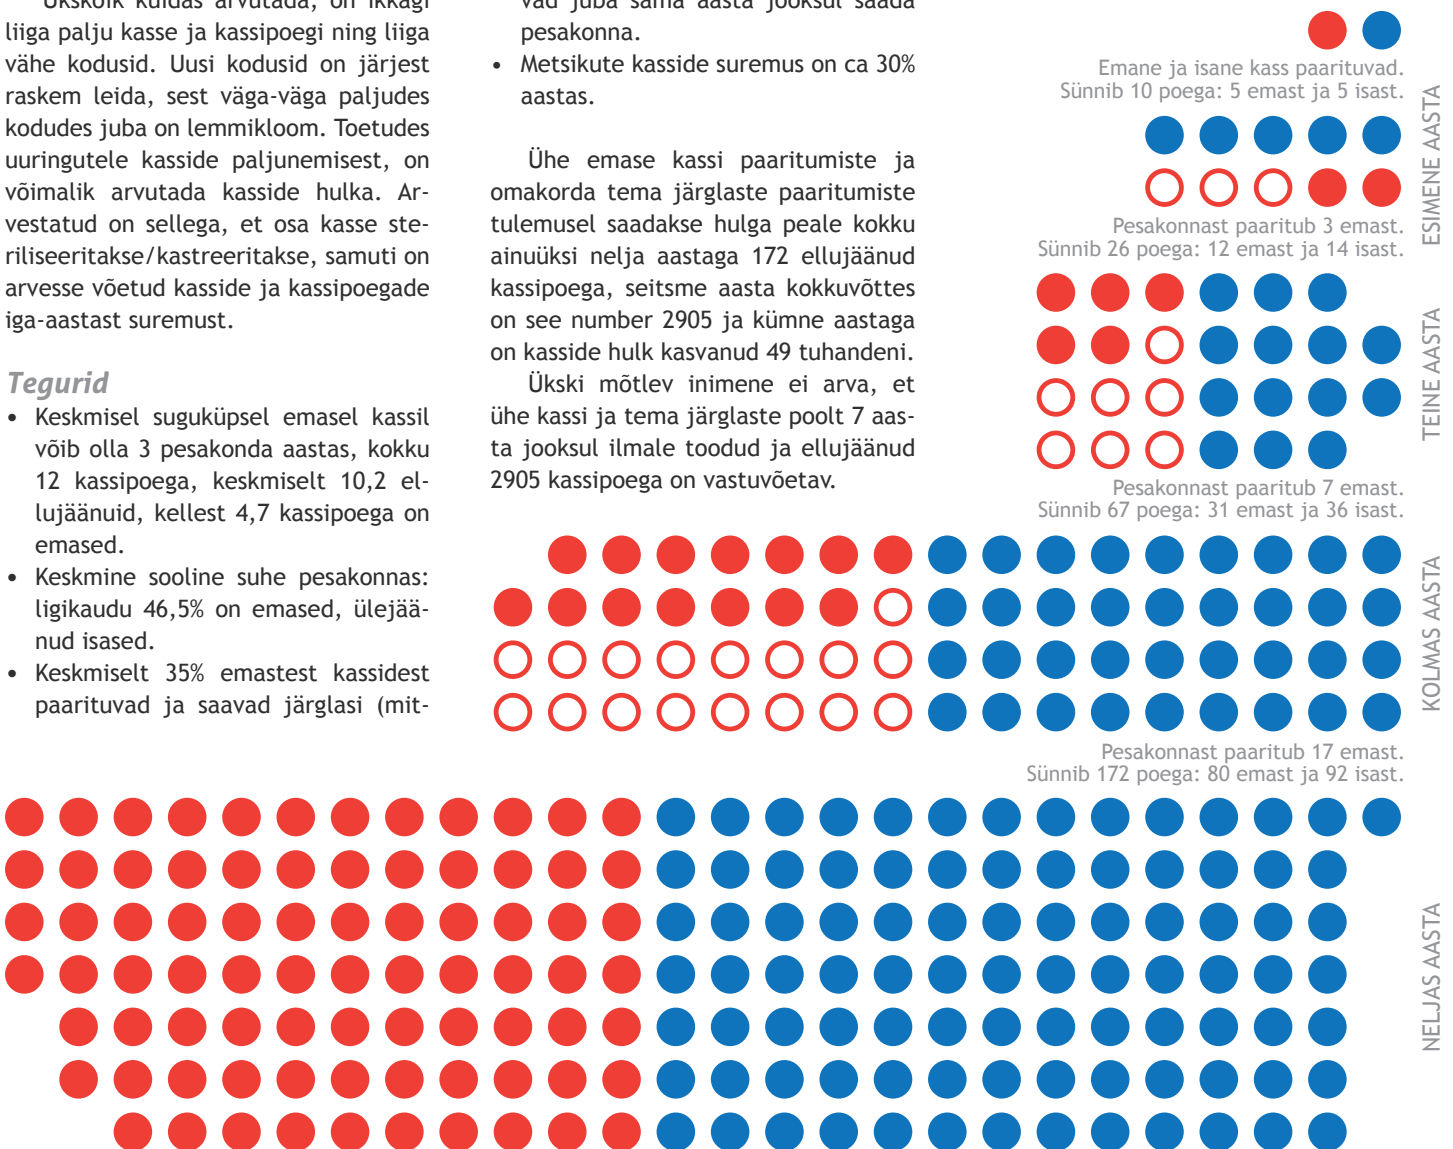 Ükskõik kuidas arvutada, on ikkagi
liiga palju kasse ja kassipoegi ning liiga
vähe kodusid. Uusi kodusid on järjest
raskem leida, sest väga-väga paljudes
kodudes juba on lemmikloom. Toetudes
uuringutele kasside paljunemisest, on
võimalik arvutada kasside hulka. Ar-
vestatud on sellega, et osa kasse ste-
riliseeritakse/kastreeritakse, samuti on
arvesse võetud kasside ja kassipoegade
iga-aastast suremust.
Tegurid
• Keskmisel suguküpsel emasel kassil
võib olla 3 pesakonda aastas, kokku
12 kassipoega, keskmiselt 10,2 el-
lujäänuid, kellest 4,7 kassipoega on
emased.
• Keskmine sooline suhe pesakonnas:
ligikaudu 46,5% on emased, ülejää-
nud isased.
• Keskmiselt 35% emastest kassidest
paarituvad ja saavad järglasi (mit-
vad juba sama aasta jooksul saada
pesakonna.
• Metsikute kasside suremus on ca 30%
aastas.
Ühe emase kassi paaritumiste ja
omakorda tema järglaste paaritumiste
tulemusel saadakse hulga peale kokku
ainuüksi nelja aastaga 172 ellujäänud
kassipoega, seitsme aasta kokkuvõttes
on see number 2905 ja kümne aastaga
on kasside hulk kasvanud 49 tuhandeni.
Ükski mõtlev inimene ei arva, et
ühe kassi ja tema järglaste poolt 7 aas-
ta jooksul ilmale toodud ja ellujäänud
2905 kassipoega on vastuvõetav.
Emane ja isane kass paarituvad.
Sünnib 10 poega: 5 emast ja 5 isast.
ESIMENE AASTA
Pesakonnast paaritub 3 emast.
Sünnib 26 poega: 12 emast ja 14 isast.
TEINE AASTA
Pesakonnast paaritub 7 emast.
Sünnib 67 poega: 31 emast ja 36 isast.
KOLMAS AASTA
Pesakonnast paaritub 17 emast.
Sünnib 172 poega: 80 emast ja 92 isast.
NELJAS AASTA